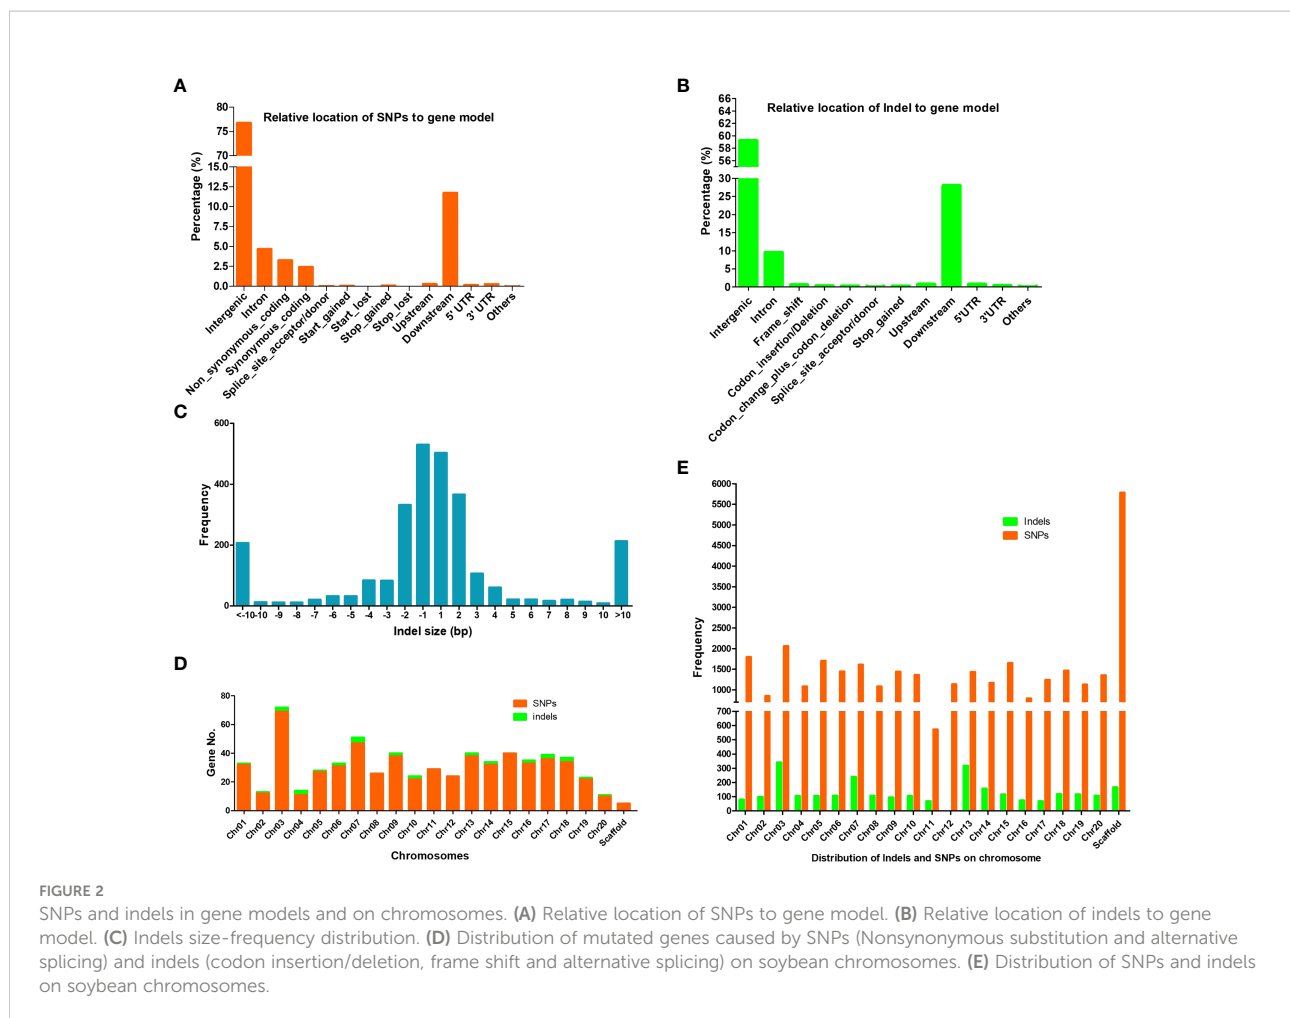 A
Relative location of SNPs to gene model
Percentage (%)
80
75
70
15.0
12.5
10.0
7.5
5.0
2.5
0.0
Intergenic
Intron
Non_synonymous_coding
Synonymous_coding
Splice_site_acceptor/donor
Start_gained
Start_lost
Stop_gained
Stop_lost
Upstream
Downstream
5' UTR
3' UTR
Others
B
Relative location of Indel to gene model
Percentage (%)
66
64
62
60
58
56
30
25
20
15
10
5
0
Intergenic
Intron
Frame_shift
Codon_insertion/Deletion
Codon_change_plus_codon_deletion
Splice_site_acceptor/donor
Stop_gained
Upstream
Downstream
5'UTR
3'UTR
Others
C
Frequency
600
400
200
0
<-10 -10 -9 -8 -7 -6 -5 -4 -3 -2 -1 1 2 3 4 5 6 7 8 9 10 >10
Indel size (bp)
D
Gene No.
80
60
40
20
0
SNPs
indels
Chr01
Chr02
Chr03
Chr04
Chr05
Chr06
Chr07
Chr08
Chr09
Chr10
Chr11
Chr12
Chr13
Chr14
Chr15
Chr16
Chr17
Chr18
Chr19
Chr20
Scaffold
Chromosomes
E
Frequency
6000
5500
5000
4500
4000
3500
3000
2500
2000
1500
1000
700
600
500
400
300
200
100
0
Indels
SNPs
Chr01
Chr02
Chr03
Chr04
Chr05
Chr06
Chr07
Chr08
Chr09
Chr10
Chr11
Chr12
Chr13
Chr14
Chr15
Chr16
Chr17
Chr18
Chr19
Chr20
Scaffold
Distribution of Indels and SNPs on chromosome
FIGURE 2
SNPs and indels in gene models and on chromosomes. (A) Relative location of SNPs to gene model. (B) Relative location of indels to gene
model. (C) Indels size-frequency distribution. (D) Distribution of mutated genes caused by SNPs (Nonsynonymous substitution and alternative
splicing) and indels (codon insertion/deletion, frame shift and alternative splicing) on soybean chromosomes. (E) Distribution of SNPs and indels
on soybean chromosomes.